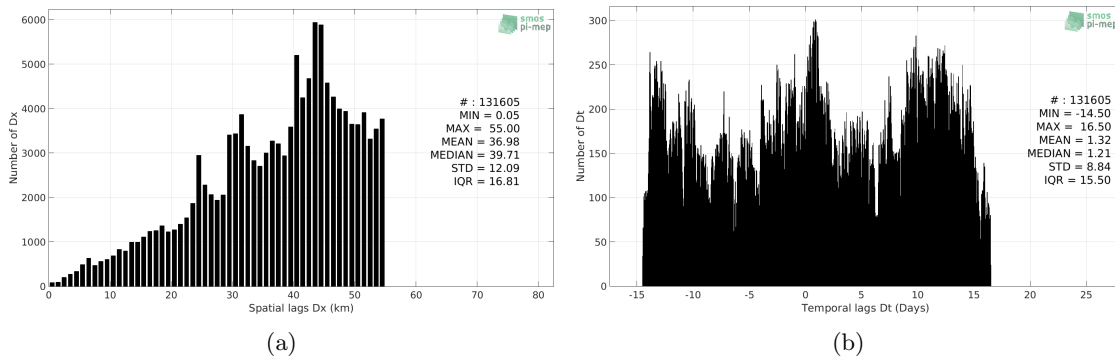 smos
pi-mep
6000
5000
4000
3000
2000
1000
0
Number of Dx
# : 131605
MIN = 0.05
MAX = 55.00
MEAN = 36.98
MEDIAN = 39.71
STD = 12.09
IQR = 16.81
0 10 20 30 40 50 60 70 80
Spatial lags Dx (km)
(a)
smos
pi-mep
300
250
200
150
100
50
0
Number of Dt
# : 131605
MIN = -14.50
MAX = 16.50
MEAN = 1.32
MEDIAN = 1.21
STD = 8.84
IQR = 15.50
-15 -10 -5 0 5 10 15 20 25
Temporal lags Dt (Days)
(b)